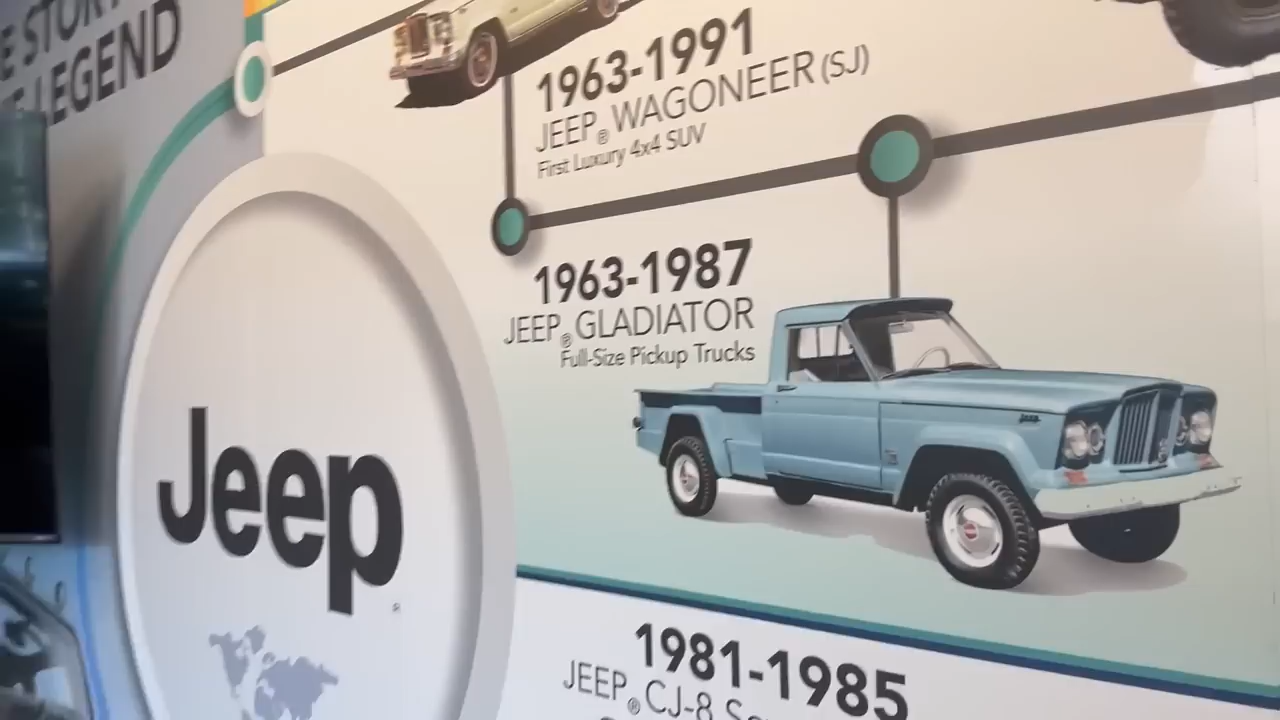 STORY
LEGEND
1963-1991
JEEP® WAGONEER (SJ)
First Luxury 4x4 SUV
1963-1987
JEEP® GLADIATOR
Full-Size Pickup Trucks
Jeep®
1981-1985
JEEP® CJ-8